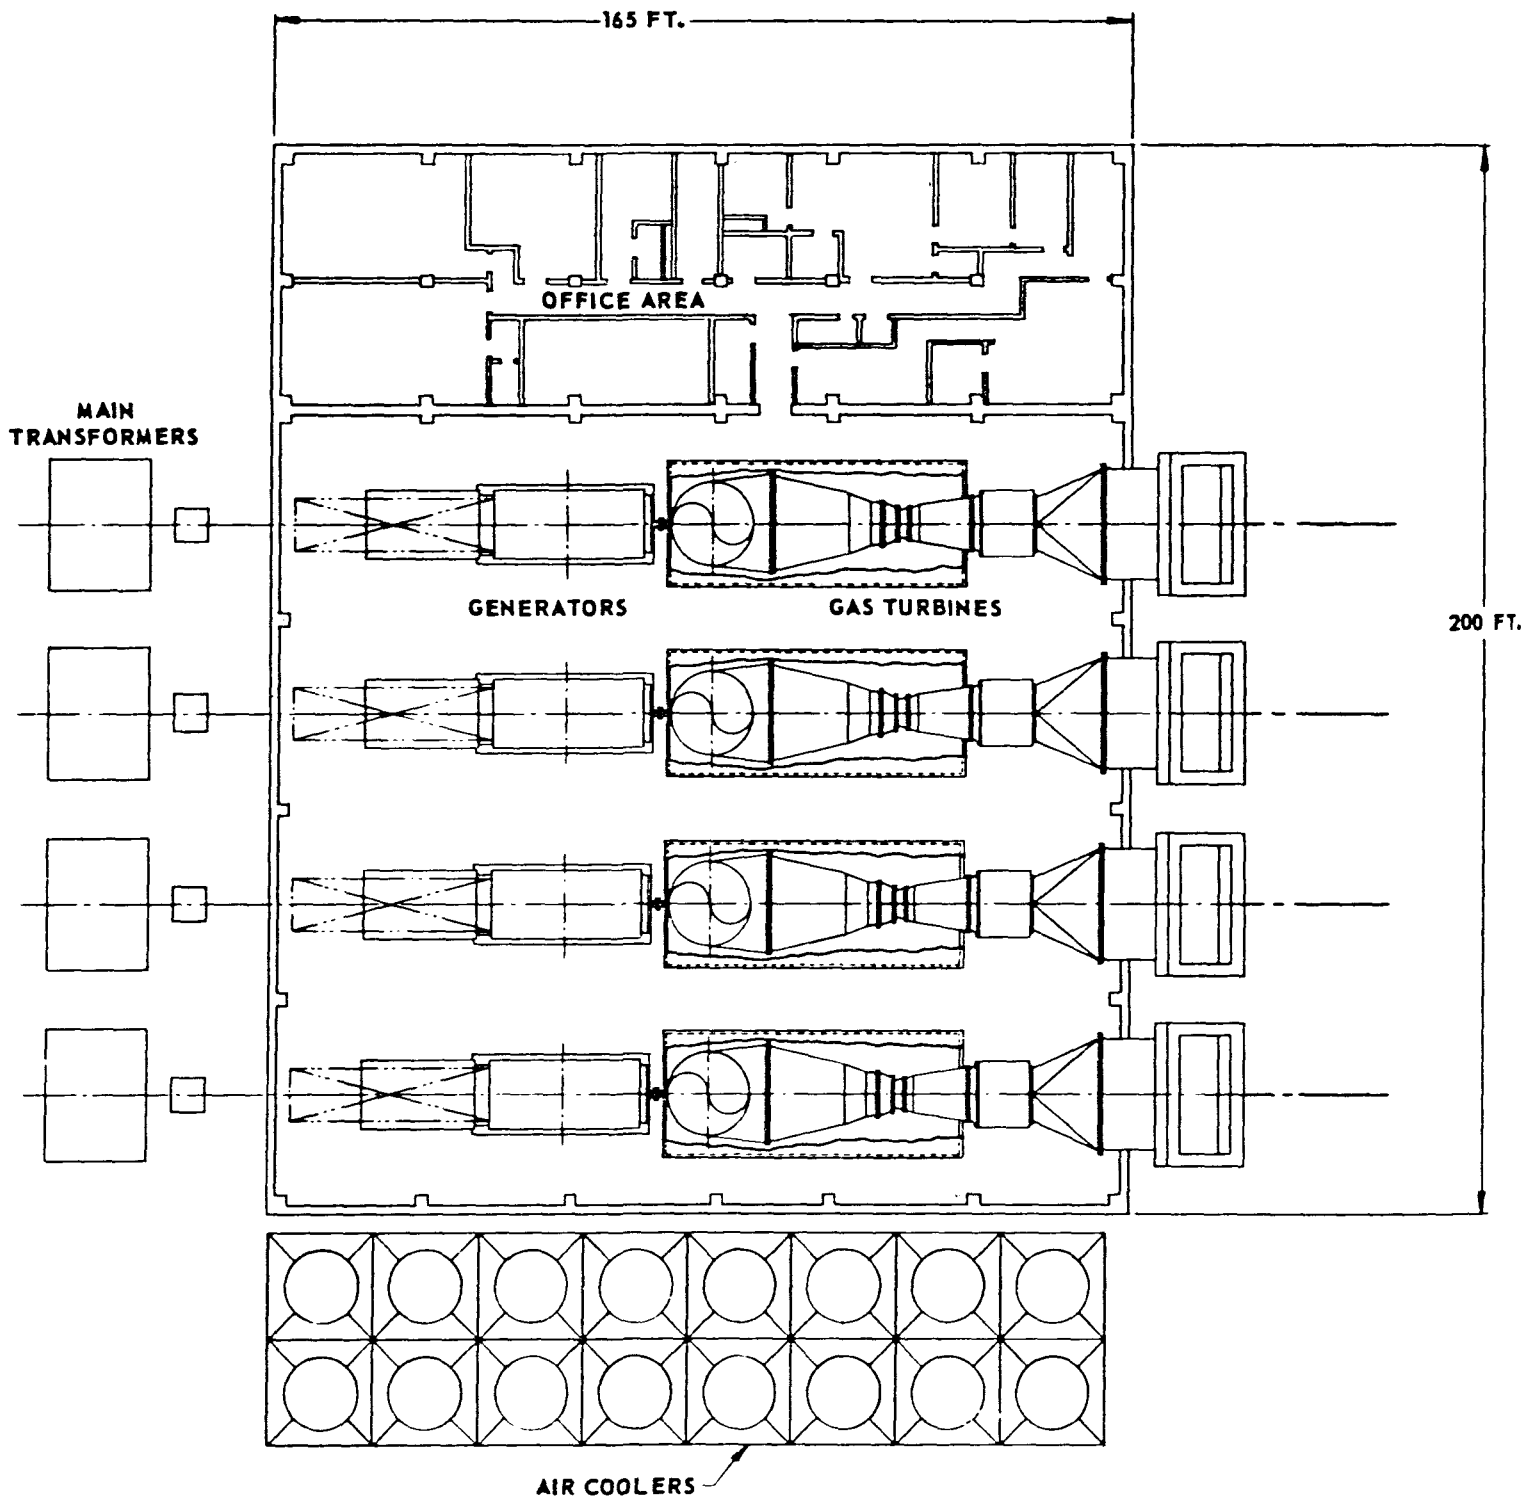 165 FT.
OFFICE AREA
MAIN
TRANSFORMERS
GENERATORS
GAS TURBINES
200 FT.
AIR COOLERS